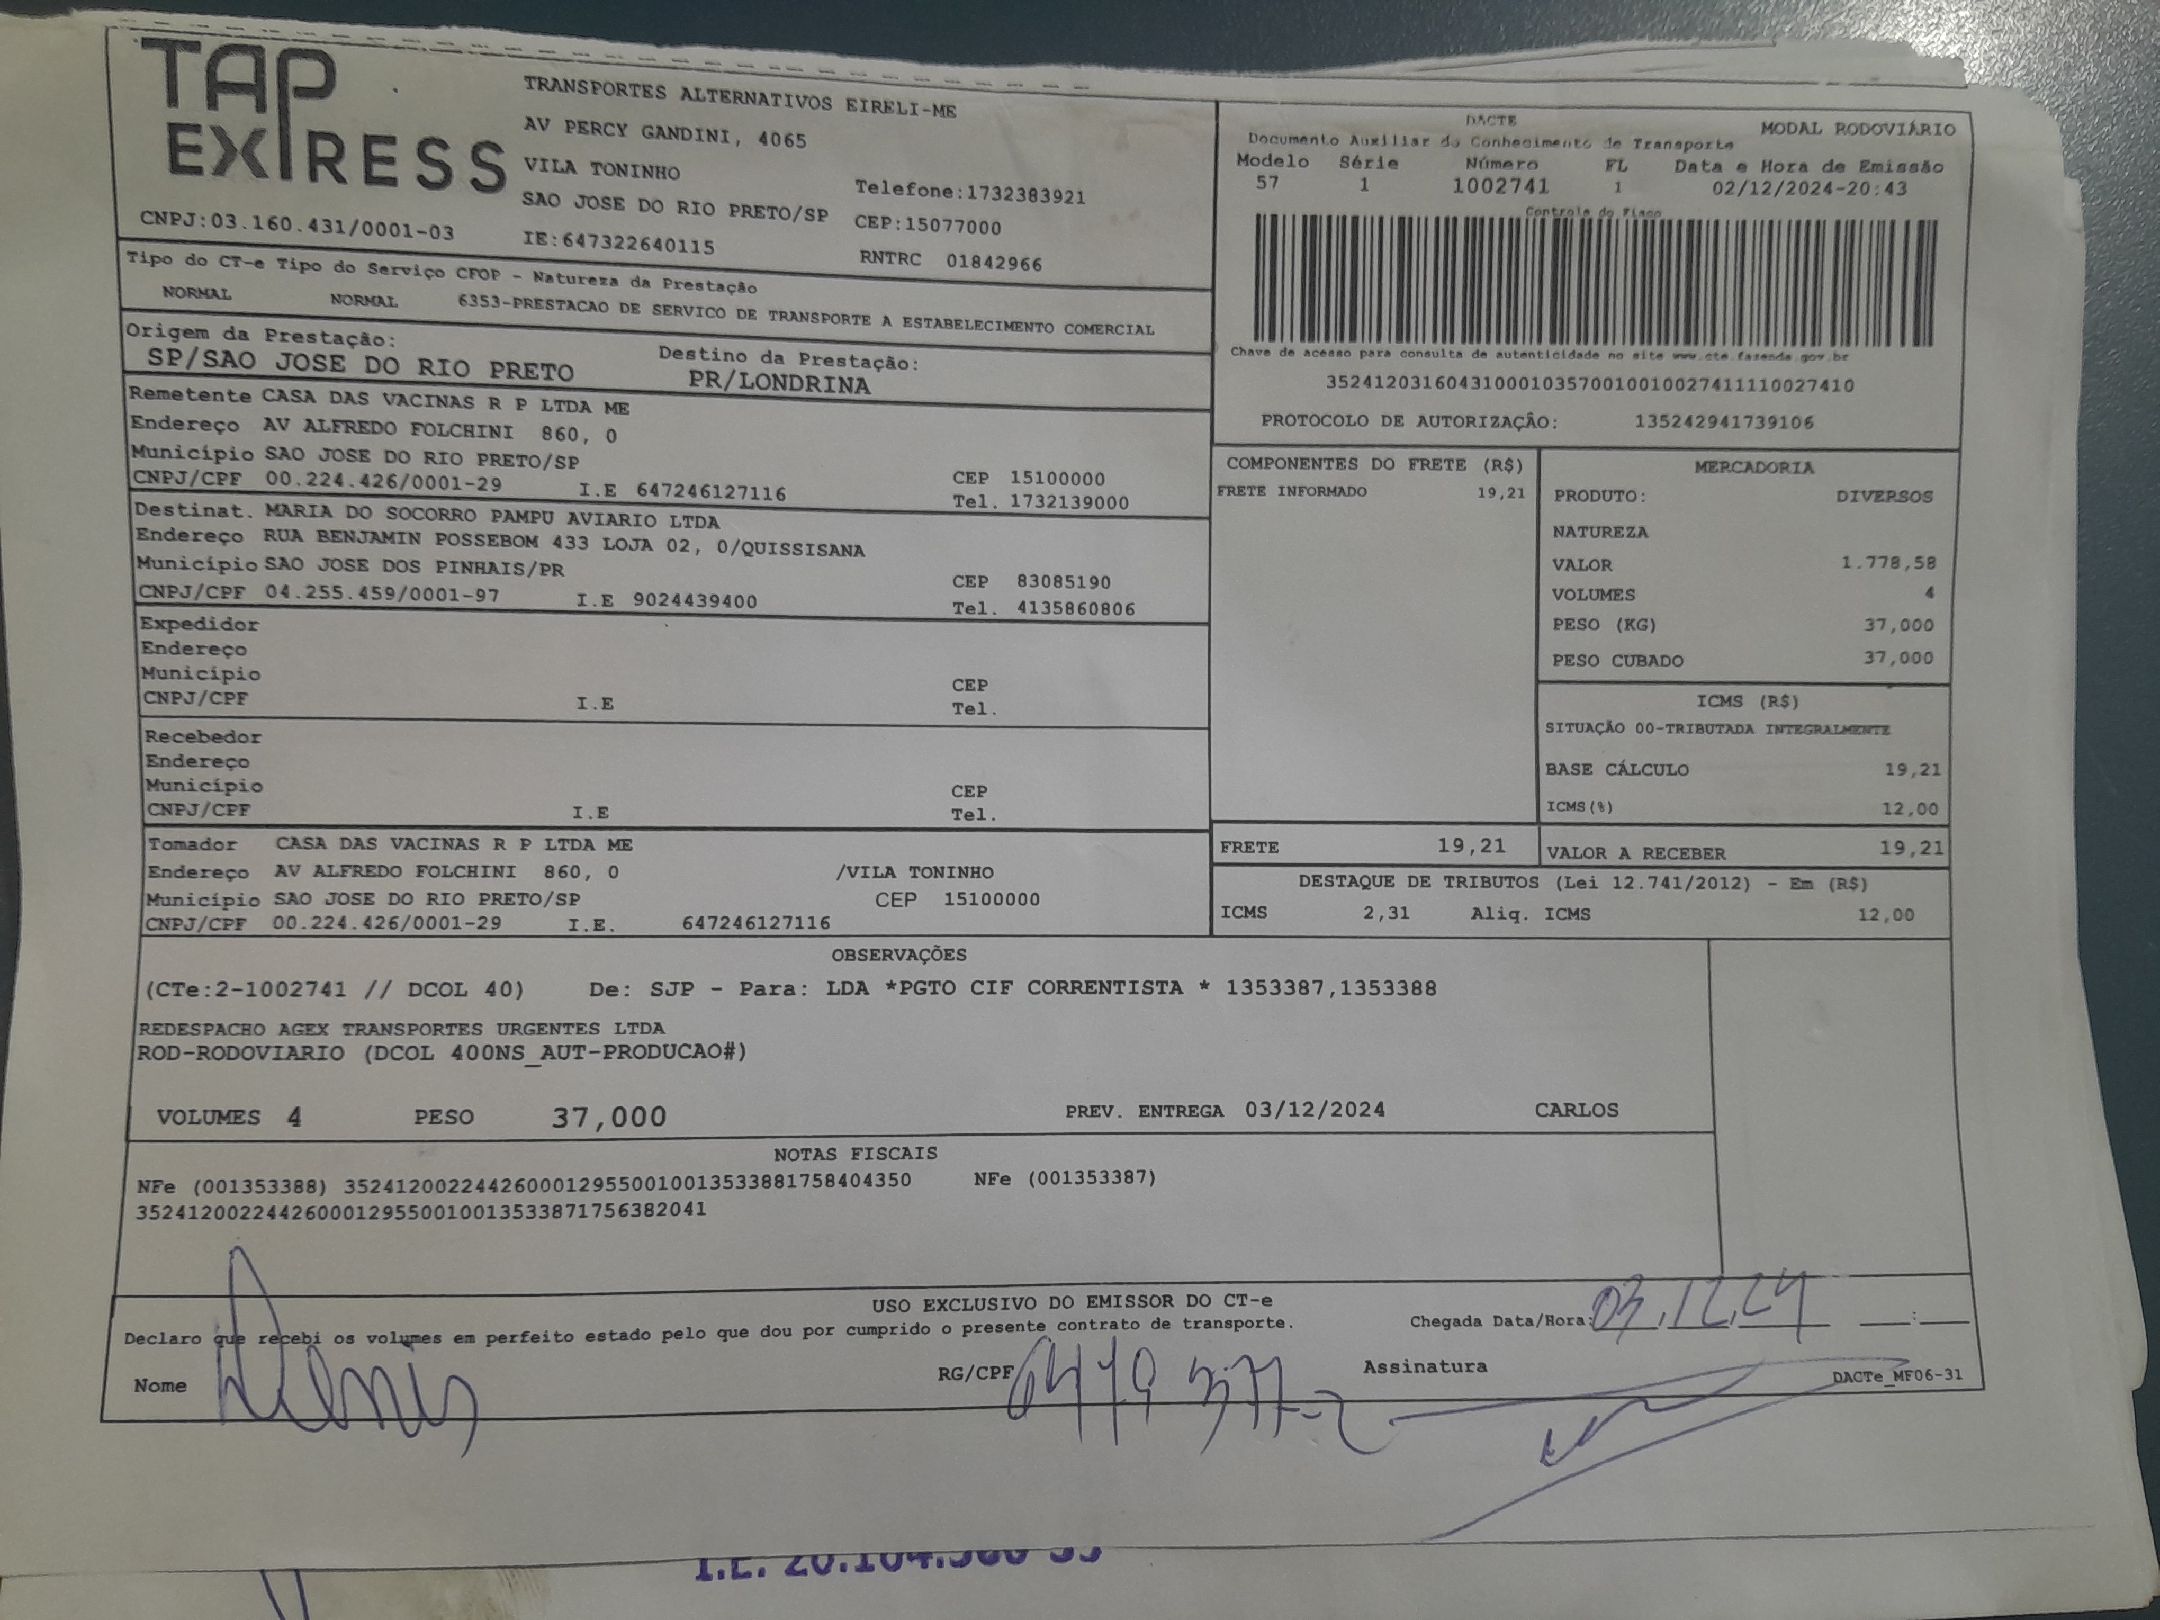 TAP
EXPRESS
TRANSPORTES ALTERNATIVOS EIRELI-ME
AV PERCY GANDINI, 4065
VILA TONINHO
Telefone:1732383921
SAO JOSE DO RIO PRETO/SP CEP:15077000
CNPJ:03.160.431/0001-03 IE:647322640115 RNTRC 01842966
Tipo do CT-e Tipo do Serviço CFOP - Natureza da Prestação
NORMAL NORMAL 6353-PRESTACAO DE SERVICO DE TRANSPORTE A ESTABELECIMENTO COMERCIAL
Origem da Prestação: Destino da Prestação:
SP/SAO JOSE DO RIO PRETO PR/LONDRINA
Remetente CASA DAS VACINAS R P LTDA ME
Endereço AV ALFREDO FOLCHINI 860, 0
Município SAO JOSE DO RIO PRETO/SP CEP 15100000
CNPJ/CPF 00.224.426/0001-29 I.E 647246127116 Tel. 1732139000
Destinat. MARIA DO SOCORRO PAMPU AVIARIO LTDA
Endereço RUA BENJAMIN POSSEBOM 433 LOJA 02, 0/QUISSISANA
Município SAO JOSE DOS PINHAIS/PR CEP 83085190
CNPJ/CPF 04.255.459/0001-97 I.E 9024439400 Tel. 4135860806
Expedidor
Endereço
Município CEP
CNPJ/CPF I.E Tel.
Recebedor
Endereço
Município CEP
CNPJ/CPF I.E Tel.
Tomador CASA DAS VACINAS R P LTDA ME
Endereço AV ALFREDO FOLCHINI 860, 0 /VILA TONINHO
Município SAO JOSE DO RIO PRETO/SP CEP 15100000
CNPJ/CPF 00.224.426/0001-29 I.E. 647246127116
DACTE
Documento Auxiliar do Conhecimento de Transporte MODAL RODOVIÁRIO
Modelo Série Número FL Data e Hora de Emissão
57 1 1002741 1 02/12/2024-20:43
Controle do Fisco
Chave de acesso para consulta de autenticidade no site www.cte.fazenda.gov.br
35241203160431000103570010010027411110027410
PROTOCOLO DE AUTORIZAÇÃO: 135242941739106
COMPONENTES DO FRETE (R$)
FRETE INFORMADO 19,21
MERCADORIA
PRODUTO: DIVERSOS
NATUREZA
VALOR 1.778,58
VOLUMES 4
PESO (KG) 37,000
PESO CUBADO 37,000
ICMS (R$)
SITUAÇÃO 00-TRIBUTADA INTEGRALMENTE
BASE CÁLCULO 19,21
ICMS(%) 12,00
FRETE 19,21 VALOR A RECEBER 19,21
DESTAQUE DE TRIBUTOS (Lei 12.741/2012) - Em (R$)
ICMS 2,31 Aliq. ICMS 12,00
OBSERVAÇÕES
(CTe:2-1002741 // DCOL 40) De: SJP - Para: LDA *PGTO CIF CORRENTISTA * 1353387,1353388
REDESPACHO AGEX TRANSPORTES URGENTES LTDA
ROD-RODOVIARIO (DCOL 400NS_AUT-PRODUCAO#)
VOLUMES 4 PESO 37,000 PREV. ENTREGA 03/12/2024 CARLOS
NOTAS FISCAIS
NFe (001353388) 35241200224426000129550010013533881758404350 NFe (001353387)
35241200224426000129550010013533871756382041
USO EXCLUSIVO DO EMISSOR DO CT-e
Declaro que recebi os volumes em perfeito estado pelo que dou por cumprido o presente contrato de transporte. Chegada Data/Hora: 03.12.24 __:__
Nome Denis RG/CPF Assinatura DACTe_MF06-31